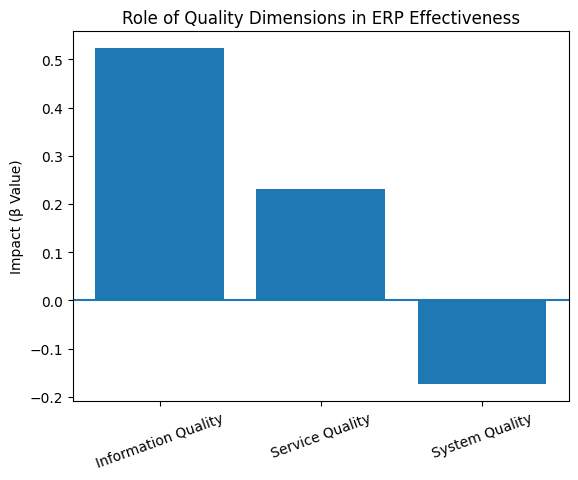 Role of Quality Dimensions in ERP Effectiveness
Impact (β Value)
0.5
0.4
0.3
0.2
0.1
0.0
−0.1
−0.2
Information Quality
Service Quality
System Quality